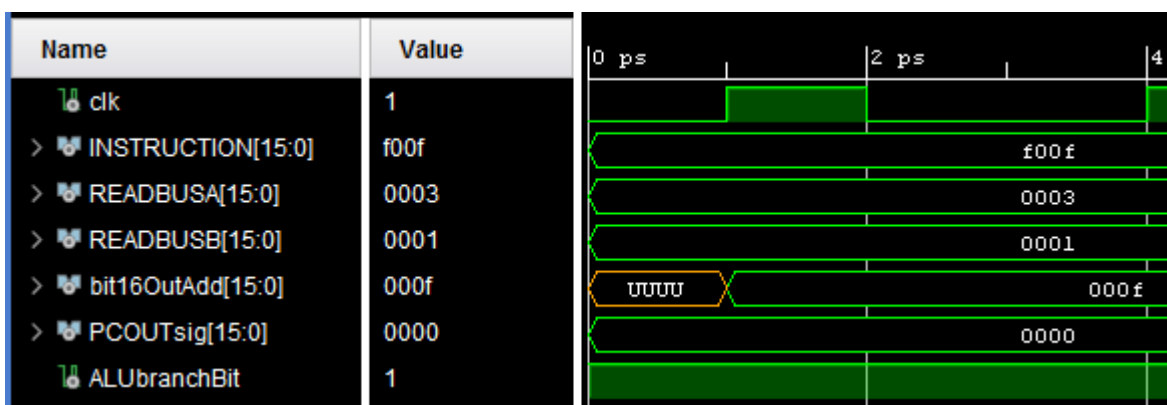 Name Value 0 ps 2 ps 4
clk 1
INSTRUCTION[15:0] f00f f00f
READBUSA[15:0] 0003 0003
READBUSB[15:0] 0001 0001
bit16OutAdd[15:0] 000f UUUU 000f
PCOUTsig[15:0] 0000 0000
ALUbranchBit 1